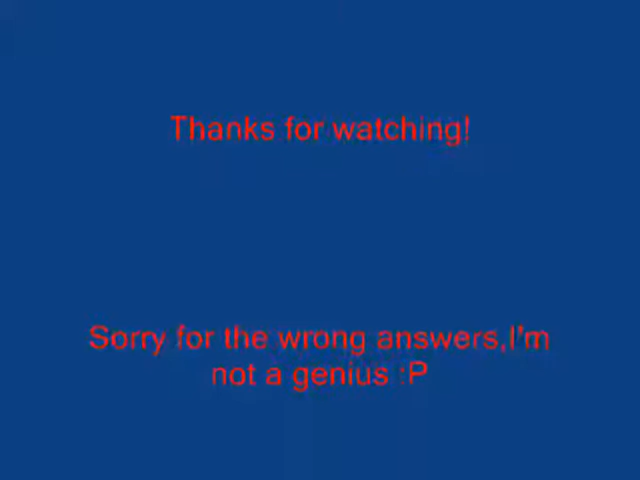 Thanks for watching!
Sorry for the wrong answers,I'm
not a genius :P